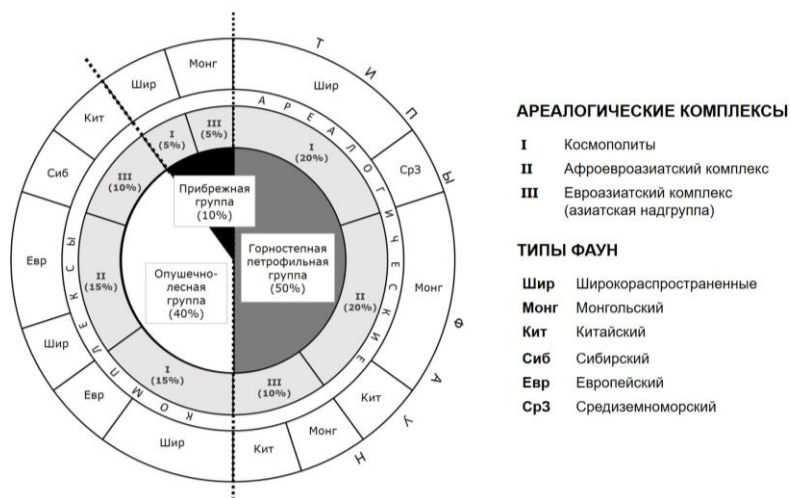 ТИПЫ ФАУН
Шир
СрЗ
Монг
Кит
Монг
Кит
Шир
Евр
Шир
Евр
Сиб
Кит
Шир
Монг
АРЕАЛОГИЧЕСКИЕ КОМПЛЕКСЫ
I
(20%)
II
(20%)
III
(10%)
I
(15%)
II
(15%)
III
(10%)
I
(5%)
III
(5%)
Прибрежная
группа
(10%)
Горностепная
петрофильная
группа
(50%)
Опушечно-
лесная
группа
(40%)
АРЕАЛОГИЧЕСКИЕ КОМПЛЕКСЫ
I Космополиты
II Афроевроазиатский комплекс
III Евроазиатский комплекс
(азиатская надгруппа)
ТИПЫ ФАУН
Шир Широкораспространенные
Монг Монгольский
Кит Китайский
Сиб Сибирский
Евр Европейский
СрЗ Средиземноморский